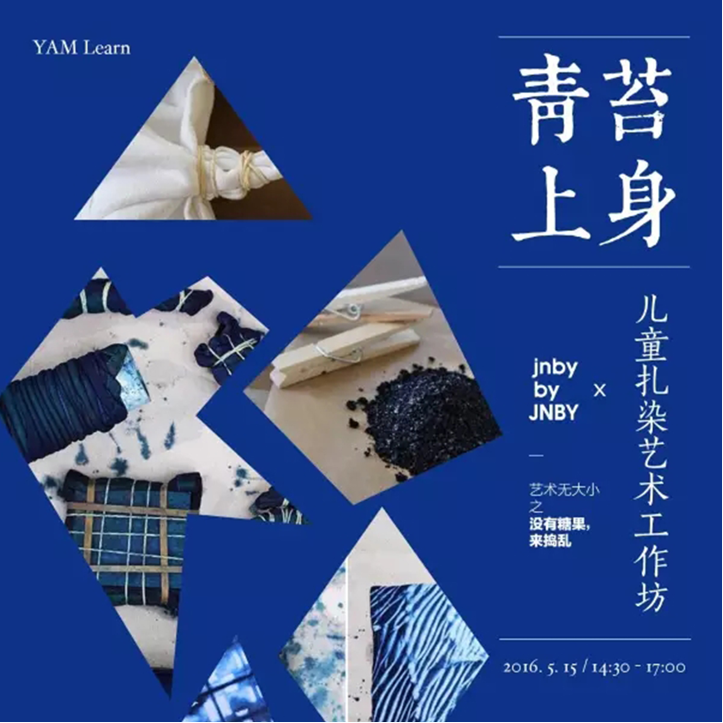 YAM Learn
青苔
上身
儿童扎染艺术工作坊
jnby
by
JNBY
x
艺术无大小
之
没有糖果，
来捣乱
2016. 5. 15 / 14:30 - 17:00